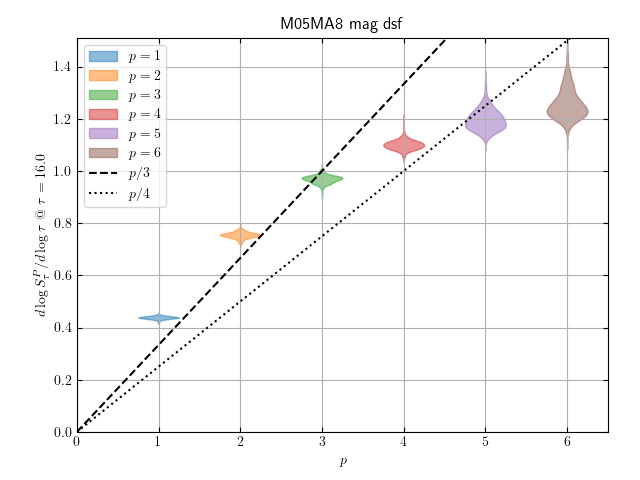 M05MA8 mag dsf
d log S_τ^P / d log τ @ τ = 16.0
1.4
1.2
1.0
0.8
0.6
0.4
0.2
0.0
p = 1
p = 2
p = 3
p = 4
p = 5
p = 6
p/3
p/4
0 1 2 3 4 5 6
p